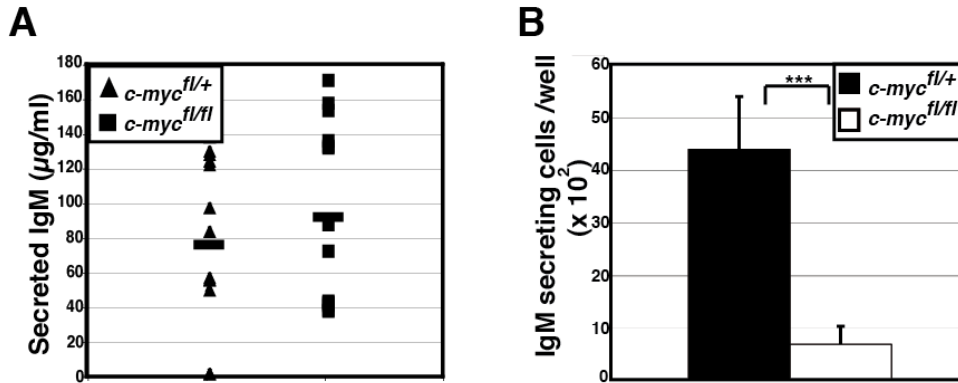 A
Secreted IgM (µg/ml)
180
160
140
120
100
80
60
40
20
0
c-myc^fl/+
c-myc^fl/fl
B
IgM secreting cells /well
(x 10^2)
60
50
40
30
20
10
0
***
c-myc^fl/+
c-myc^fl/fl